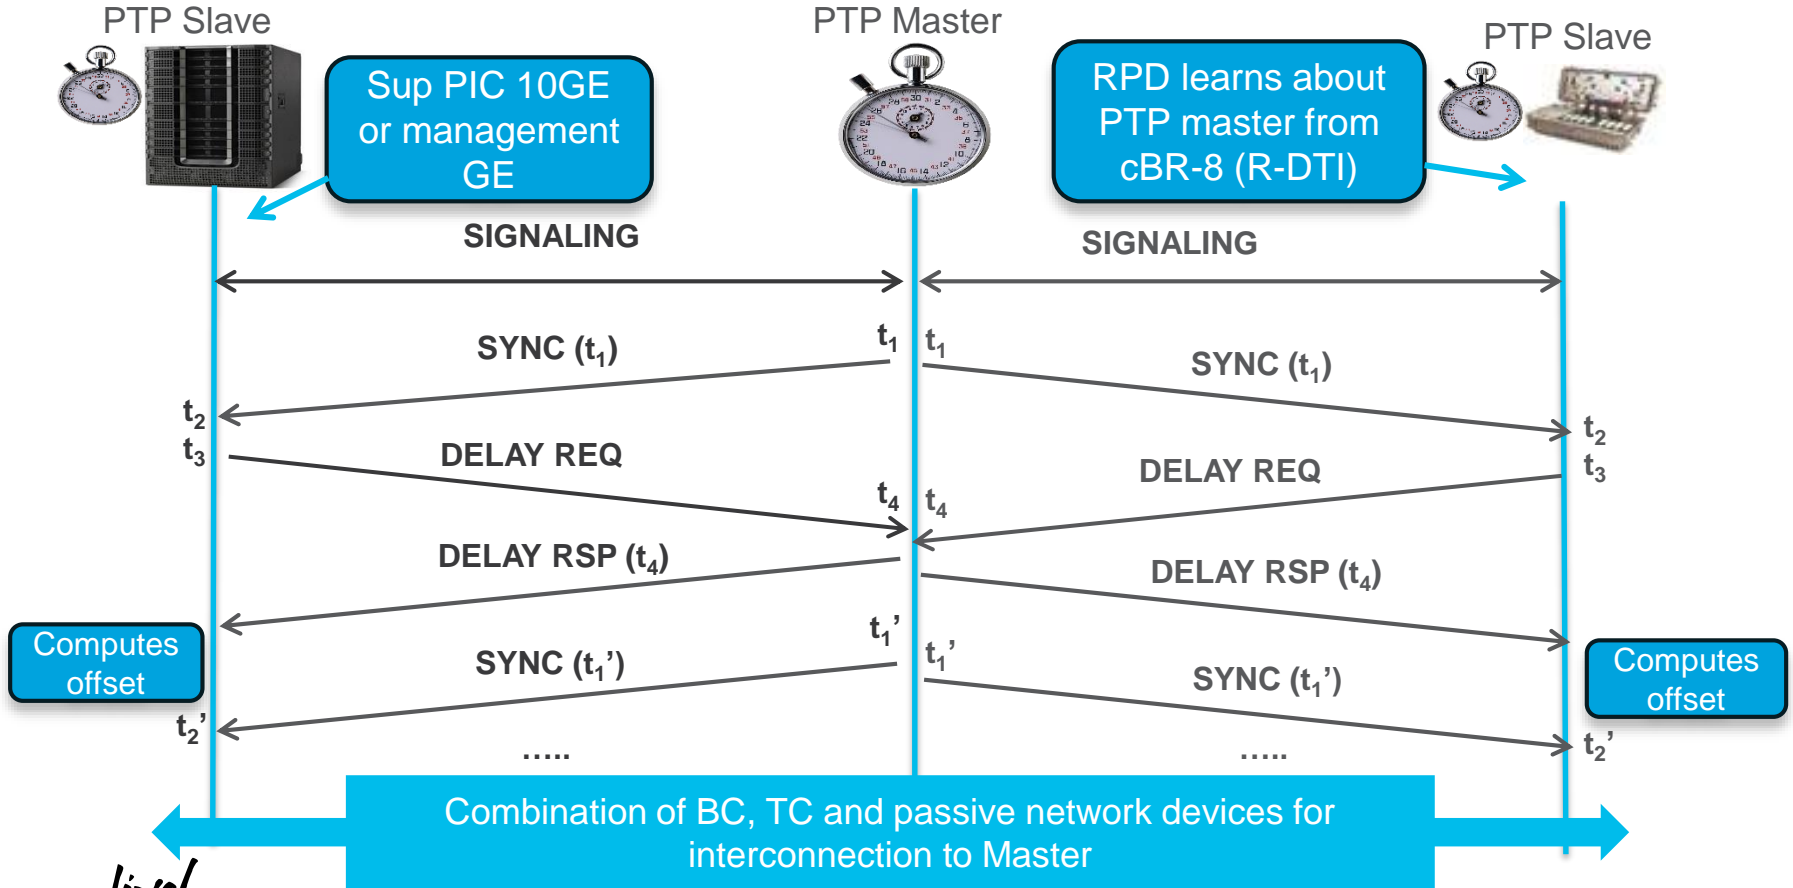 PTP Slave
PTP Master
PTP Slave
Sup PIC 10GE
or management
GE
RPD learns about
PTP master from
cBR-8 (R-DTI)
SIGNALING
SIGNALING
t1
t1
SYNC (t1)
SYNC (t1)
t2
t2
t3
t3
DELAY REQ
DELAY REQ
t4
t4
DELAY RSP (t4)
DELAY RSP (t4)
t1’
t1’
Computes
offset
Computes
offset
SYNC (t1’)
SYNC (t1’)
t2’
t2’
.....
.....
Combination of BC, TC and passive network devices for
interconnection to Master